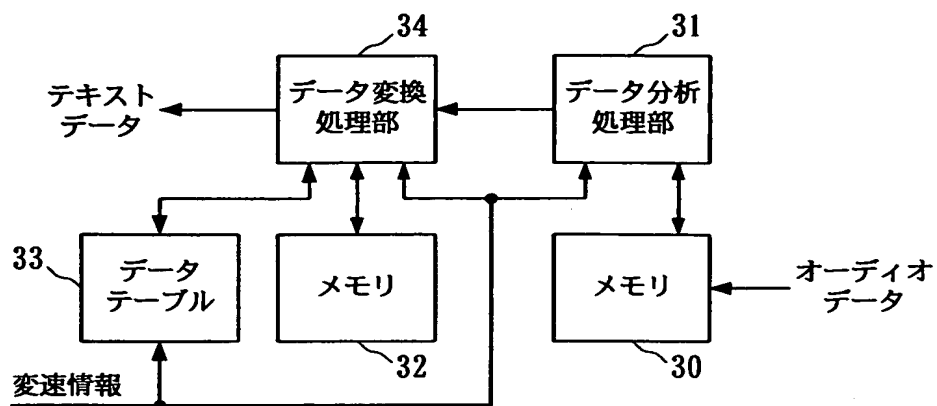 34
31
テキスト
データ
データ変換
処理部
データ分析
処理部
33
データ
テーブル
メモリ
メモリ
オーディオ
データ
32
30
変速情報